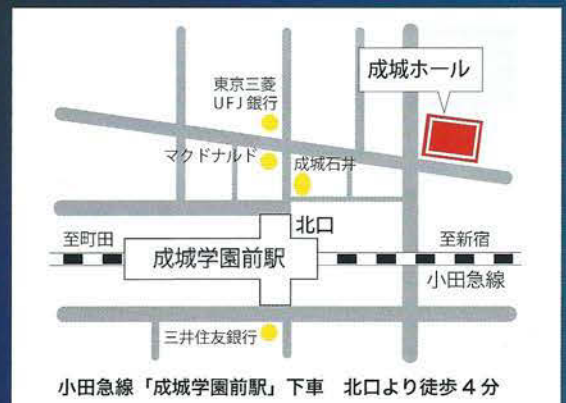 成城ホール
東京三菱
UFJ銀行
マクドナルド
成城石井
北口
至町田
成城学園前駅
至新宿
小田急線
三井住友銀行
小田急線「成城学園前駅」下車　北口より徒歩4分